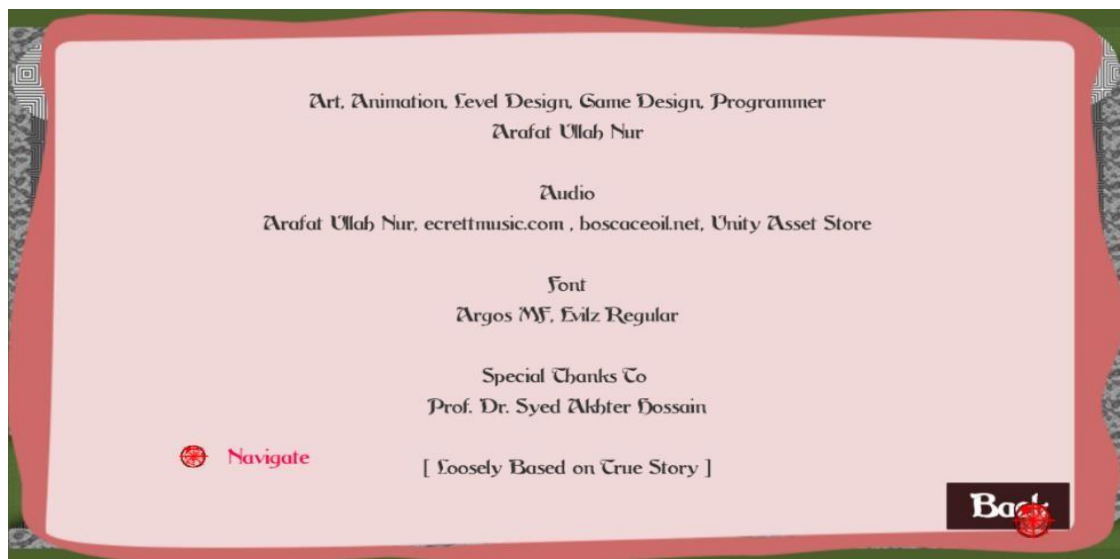 Art, Animation, Level Design, Game Design, Programmer
Arafat Ullah Nur
Audio
Arafat Ullah Nur, ecrettmusic.com , boscaceoil.net, Unity Asset Store
Font
Argos MF, Evilz Regular
Special Thanks To
Prof. Dr. Syed Akhter Hossain
Navigate
[ Loosely Based on True Story ]
Back